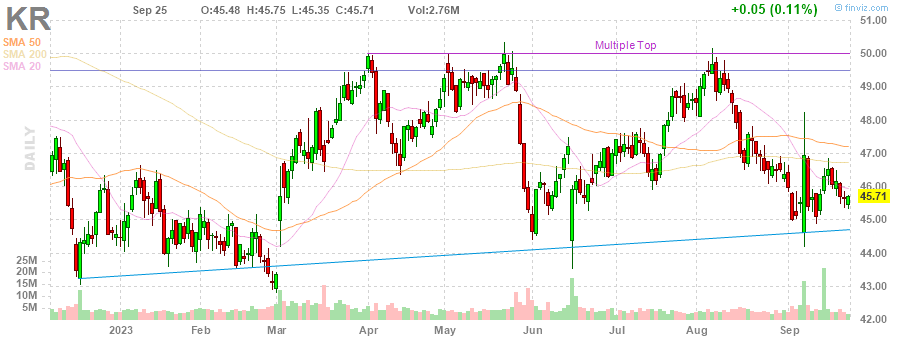 KR Sep 25 O:45.48 H:45.75 L:45.35 C:45.71 Vol:2.76M +0.05 (0.11%) finviz.com
SMA 50
SMA 200
SMA 20
DAILY
Multiple Top
51.00
50.00
49.00
48.00
47.00
46.00
45.71
45.00
44.00
43.00
42.00
25M
20M
15M
10M
5M
2023 Feb Mar Apr May Jun Jul Aug Sep